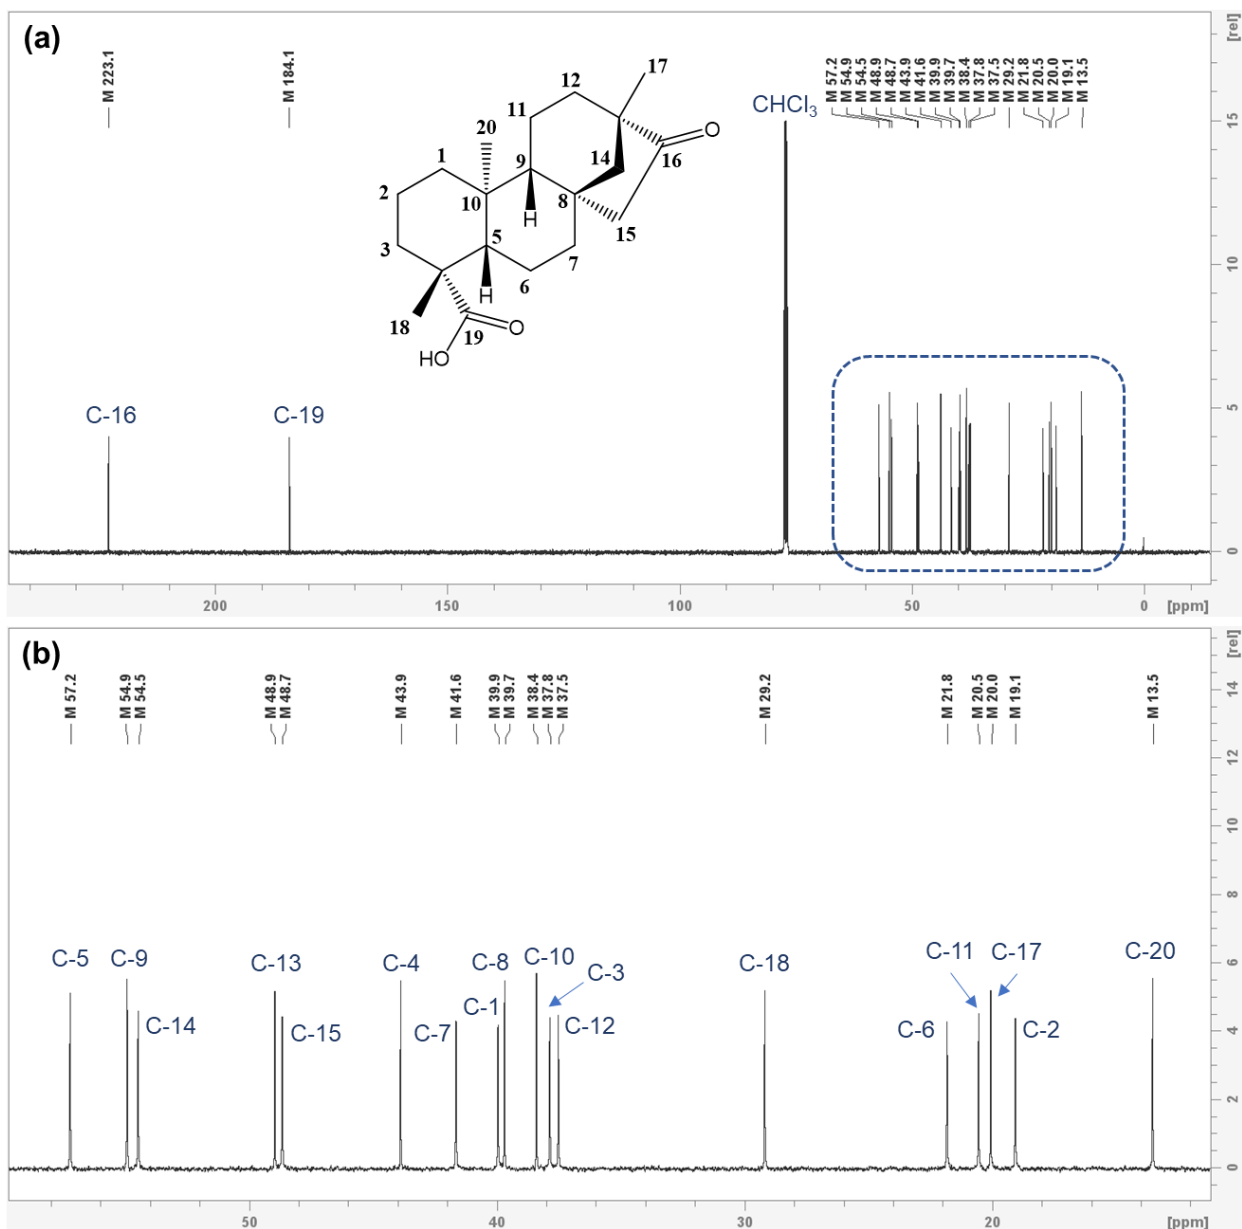 (a)
M 223.1
M 184.1
M 57.2
M 54.9
M 54.5
M 48.9
M 48.7
M 43.9
M 41.6
M 39.9
M 39.7
M 38.4
M 37.8
M 37.5
M 29.2
M 21.8
M 20.5
M 20.0
M 19.1
M 13.5
[rel]
CHCl3
17
12
11
20
O
1
14
16
9
2
10
8
H
15
5
3
7
6
H
18
O
19
HO
C-16
C-19
15
10
5
0
200
150
100
50
0
[ppm]
(b)
M 57.2
M 54.9
M 54.5
M 48.9
M 48.7
M 43.9
M 41.6
M 39.9
M 39.7
M 38.4
M 37.8
M 37.5
M 29.2
M 21.8
M 20.5
M 20.0
M 19.1
M 13.5
[rel]
14
12
10
8
6
4
2
0
C-5
C-9
C-14
C-13
C-15
C-4
C-7
C-8
C-1
C-10
C-3
C-12
C-18
C-11
C-17
C-6
C-2
C-20
50
40
30
20
[ppm]